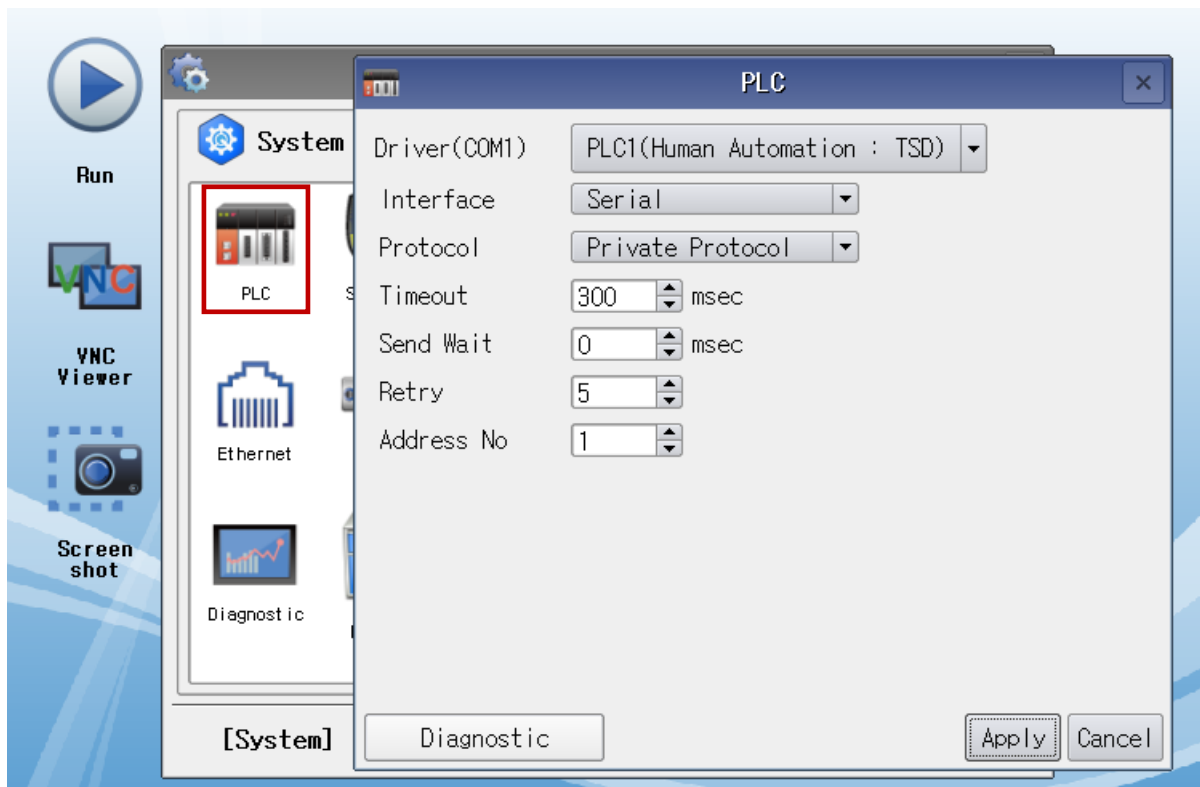 Run
VNC
VNC
Viewer
Screen
shot
System
PLC
S
Ethernet
Diagnostic
[System]
PLC
Driver(COM1) PLC1(Human Automation : TSD)
Interface Serial
Protocol Private Protocol
Timeout 300 msec
Send Wait 0 msec
Retry 5
Address No 1
Diagnostic Apply Cancel